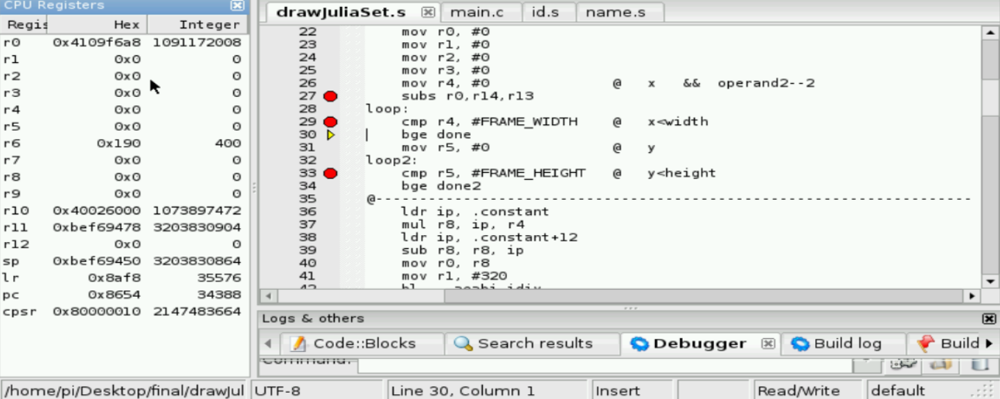 CPU Registers
Regis Hex Integer
r0 0x4109f6a8 1091172008
r1 0x0 0
r2 0x0 0
r3 0x0 0
r4 0x0 0
r5 0x0 0
r6 0x190 400
r7 0x0 0
r8 0x0 0
r9 0x0 0
r10 0x40026000 1073897472
r11 0xbef69478 3203830904
r12 0x0 0
sp 0xbef69450 3203830864
lr 0x8af8 35576
pc 0x8654 34388
cpsr 0x80000010 2147483664
drawJuliaSet.s main.c id.s name.s
22 mov r0, #0
23 mov r1, #0
24 mov r2, #0
25 mov r3, #0
26 mov r4, #0 @ x && operand2--2
27 subs r0,r14,r13
28 loop:
29 cmp r4, #FRAME_WIDTH @ x<width
30 bge done
31 mov r5, #0 @ y
32 loop2:
33 cmp r5, #FRAME_HEIGHT @ y<height
34 bge done2
35 @---------------------------------------------------------------------------
36 ldr ip, .constant
37 mul r8, ip, r4
38 ldr ip, .constant+12
39 sub r8, r8, ip
40 mov r0, r8
41 mov r1, #320
Logs & others
Code::Blocks Search results Debugger Build log Build
Command:
/home/pi/Desktop/final/drawJul UTF-8 Line 30, Column 1 Insert Read/Write default